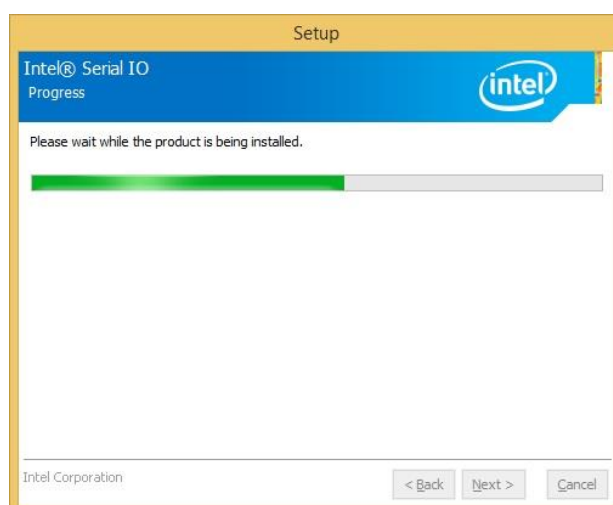 Setup
Intel® Serial IO
Progress
intel
Please wait while the product is being installed.
Intel Corporation
< Back Next > Cancel